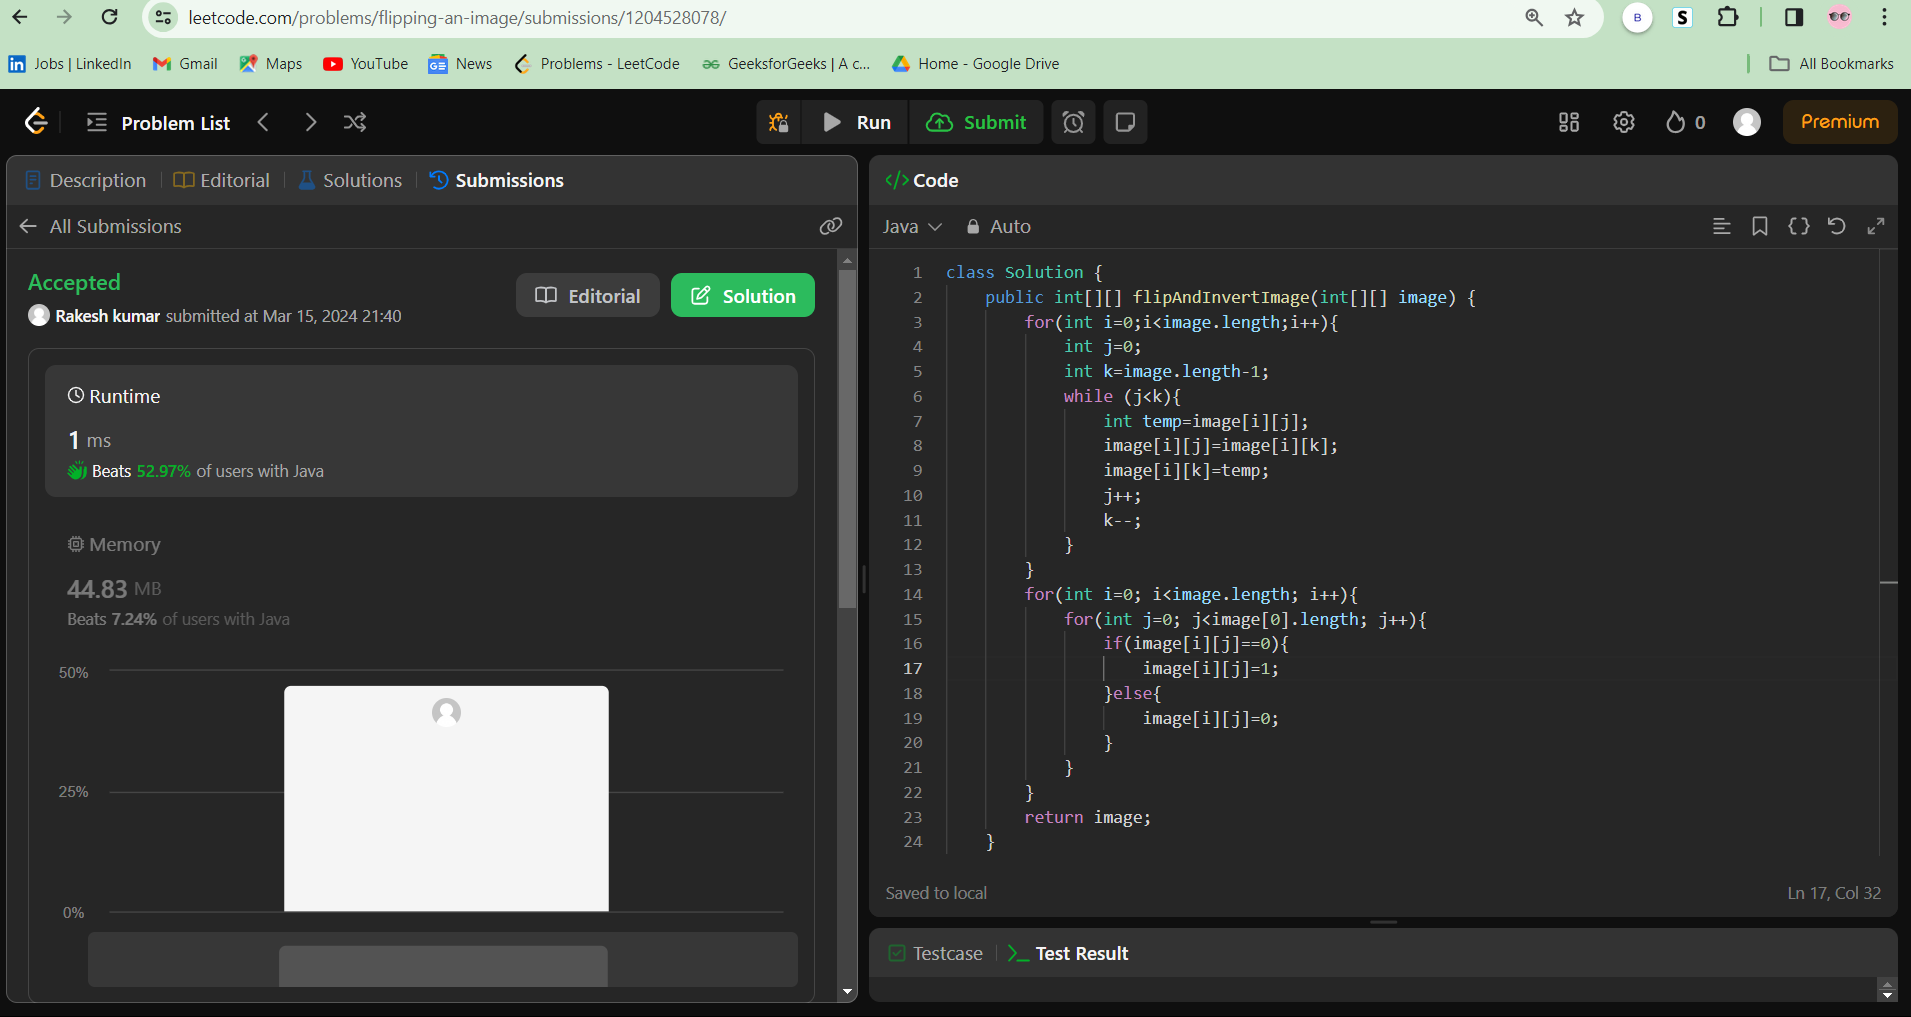 leetcode.com/problems/flipping-an-image/submissions/1204528078/
B
S
in Jobs | LinkedIn
Gmail
Maps
YouTube
GE News
Problems - LeetCode
GeeksforGeeks | A c...
Home - Google Drive
All Bookmarks
Problem List
Run
Submit
0
Premium
Description
Editorial
Solutions
Submissions
All Submissions
Accepted
Editorial
Solution
Rakesh kumar submitted at Mar 15, 2024 21:40
Runtime
1 ms
Beats 52.97% of users with Java
Memory
44.83 MB
Beats 7.24% of users with Java
50%
25%
0%
</> Code
Java
Auto
1 class Solution {
2 public int[][] flipAndInvertImage(int[][] image) {
3 for(int i=0;i<image.length;i++){
4 int j=0;
5 int k=image.length-1;
6 while (j<k){
7 int temp=image[i][j];
8 image[i][j]=image[i][k];
9 image[i][k]=temp;
10 j++;
11 k--;
12 }
13 }
14 for(int i=0; i<image.length; i++){
15 for(int j=0; j<image[0].length; j++){
16 if(image[i][j]==0){
17 image[i][j]=1;
18 }else{
19 image[i][j]=0;
20 }
21 }
22 }
23 return image;
24 }
Saved to local
Ln 17, Col 32
Testcase
Test Result